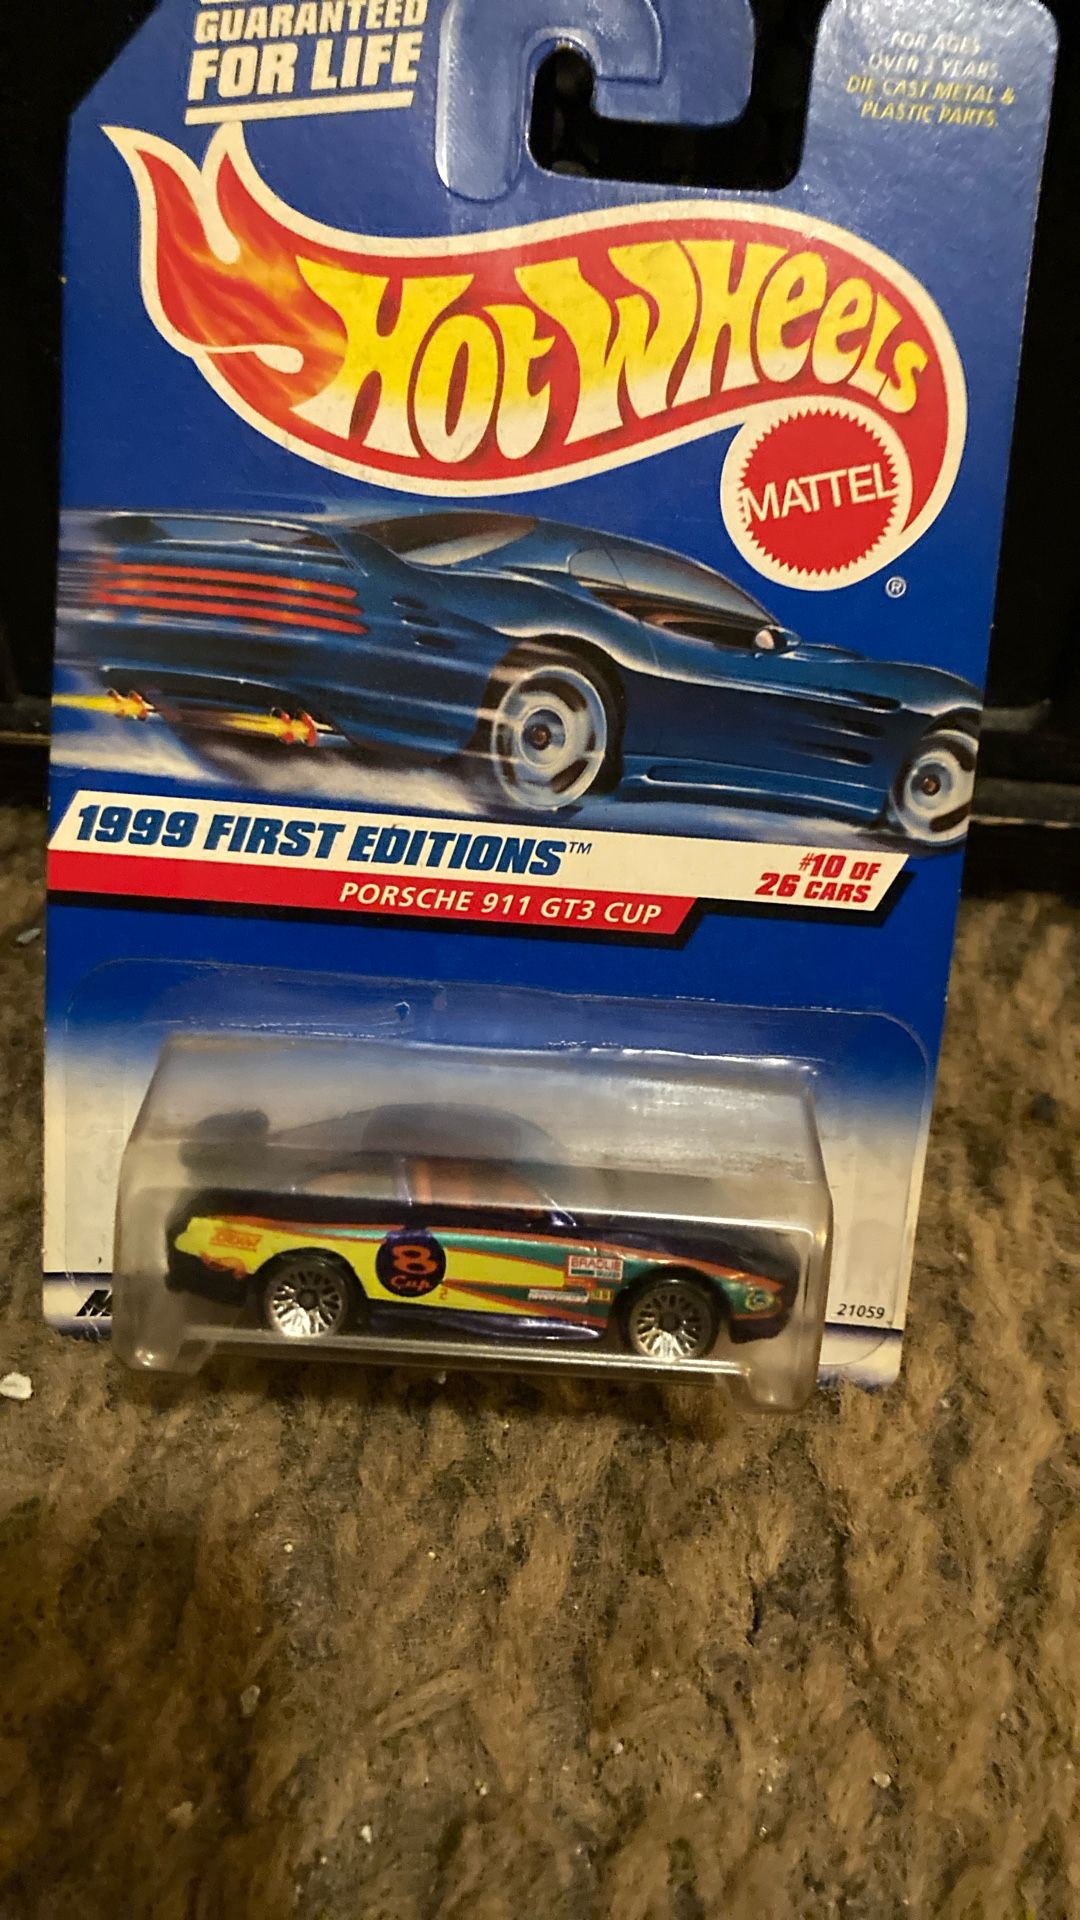 GUARANTEED
FOR LIFE
FOR AGES
OVER 3 YEARS.
DIE CAST METAL &
PLASTIC PARTS.
HOT WHEELS
MATTEL
®
1999 FIRST EDITIONS™
#10 OF
26 CARS
PORSCHE 911 GT3 CUP
8
Cup
BRADLIE
21059